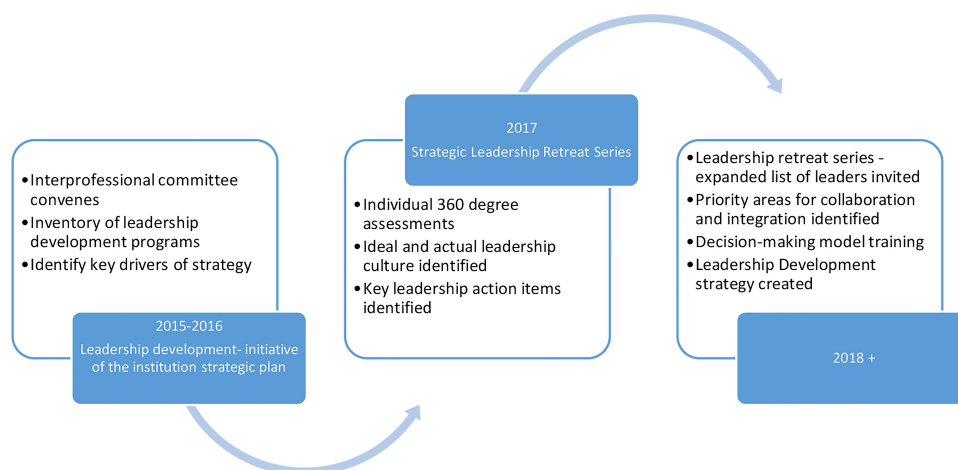 • Interprofessional committee
convenes
• Inventory of leadership
development programs
• Identify key drivers of strategy
2015-2016
Leadership development- initiative
of the institution strategic plan
2017
Strategic Leadership Retreat Series
• Individual 360 degree
assessments
• Ideal and actual leadership
culture identified
• Key leadership action items
identified
• Leadership retreat series -
expanded list of leaders invited
• Priority areas for collaboration
and integration identified
• Decision-making model training
• Leadership Development
strategy created
2018 +